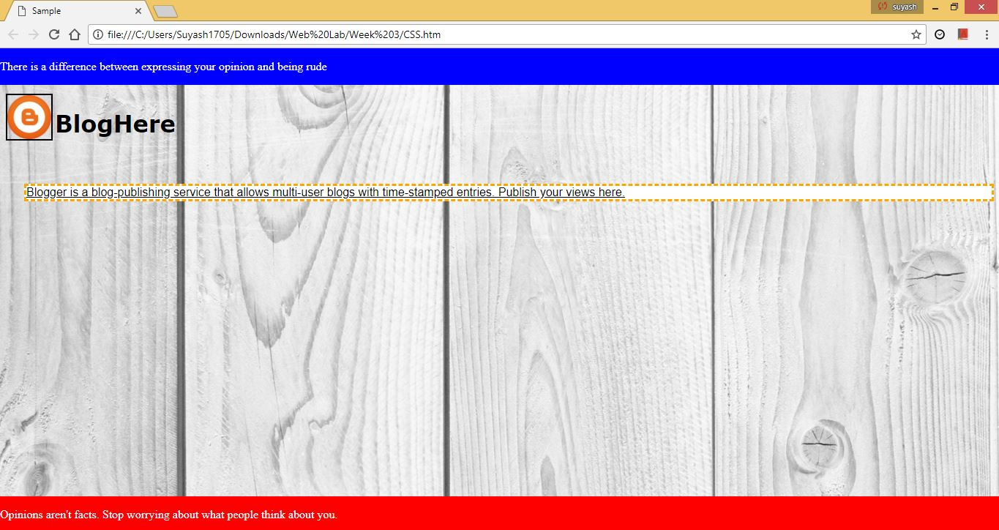 Sample
suyash
file:///C:/Users/Suyash1705/Downloads/Web%20Lab/Week%203/CSS.htm
There is a difference between expressing your opinion and being rude
BlogHere
Blogger is a blog-publishing service that allows multi-user blogs with time-stamped entries. Publish your views here.
Opinions aren't facts. Stop worrying about what people think about you.